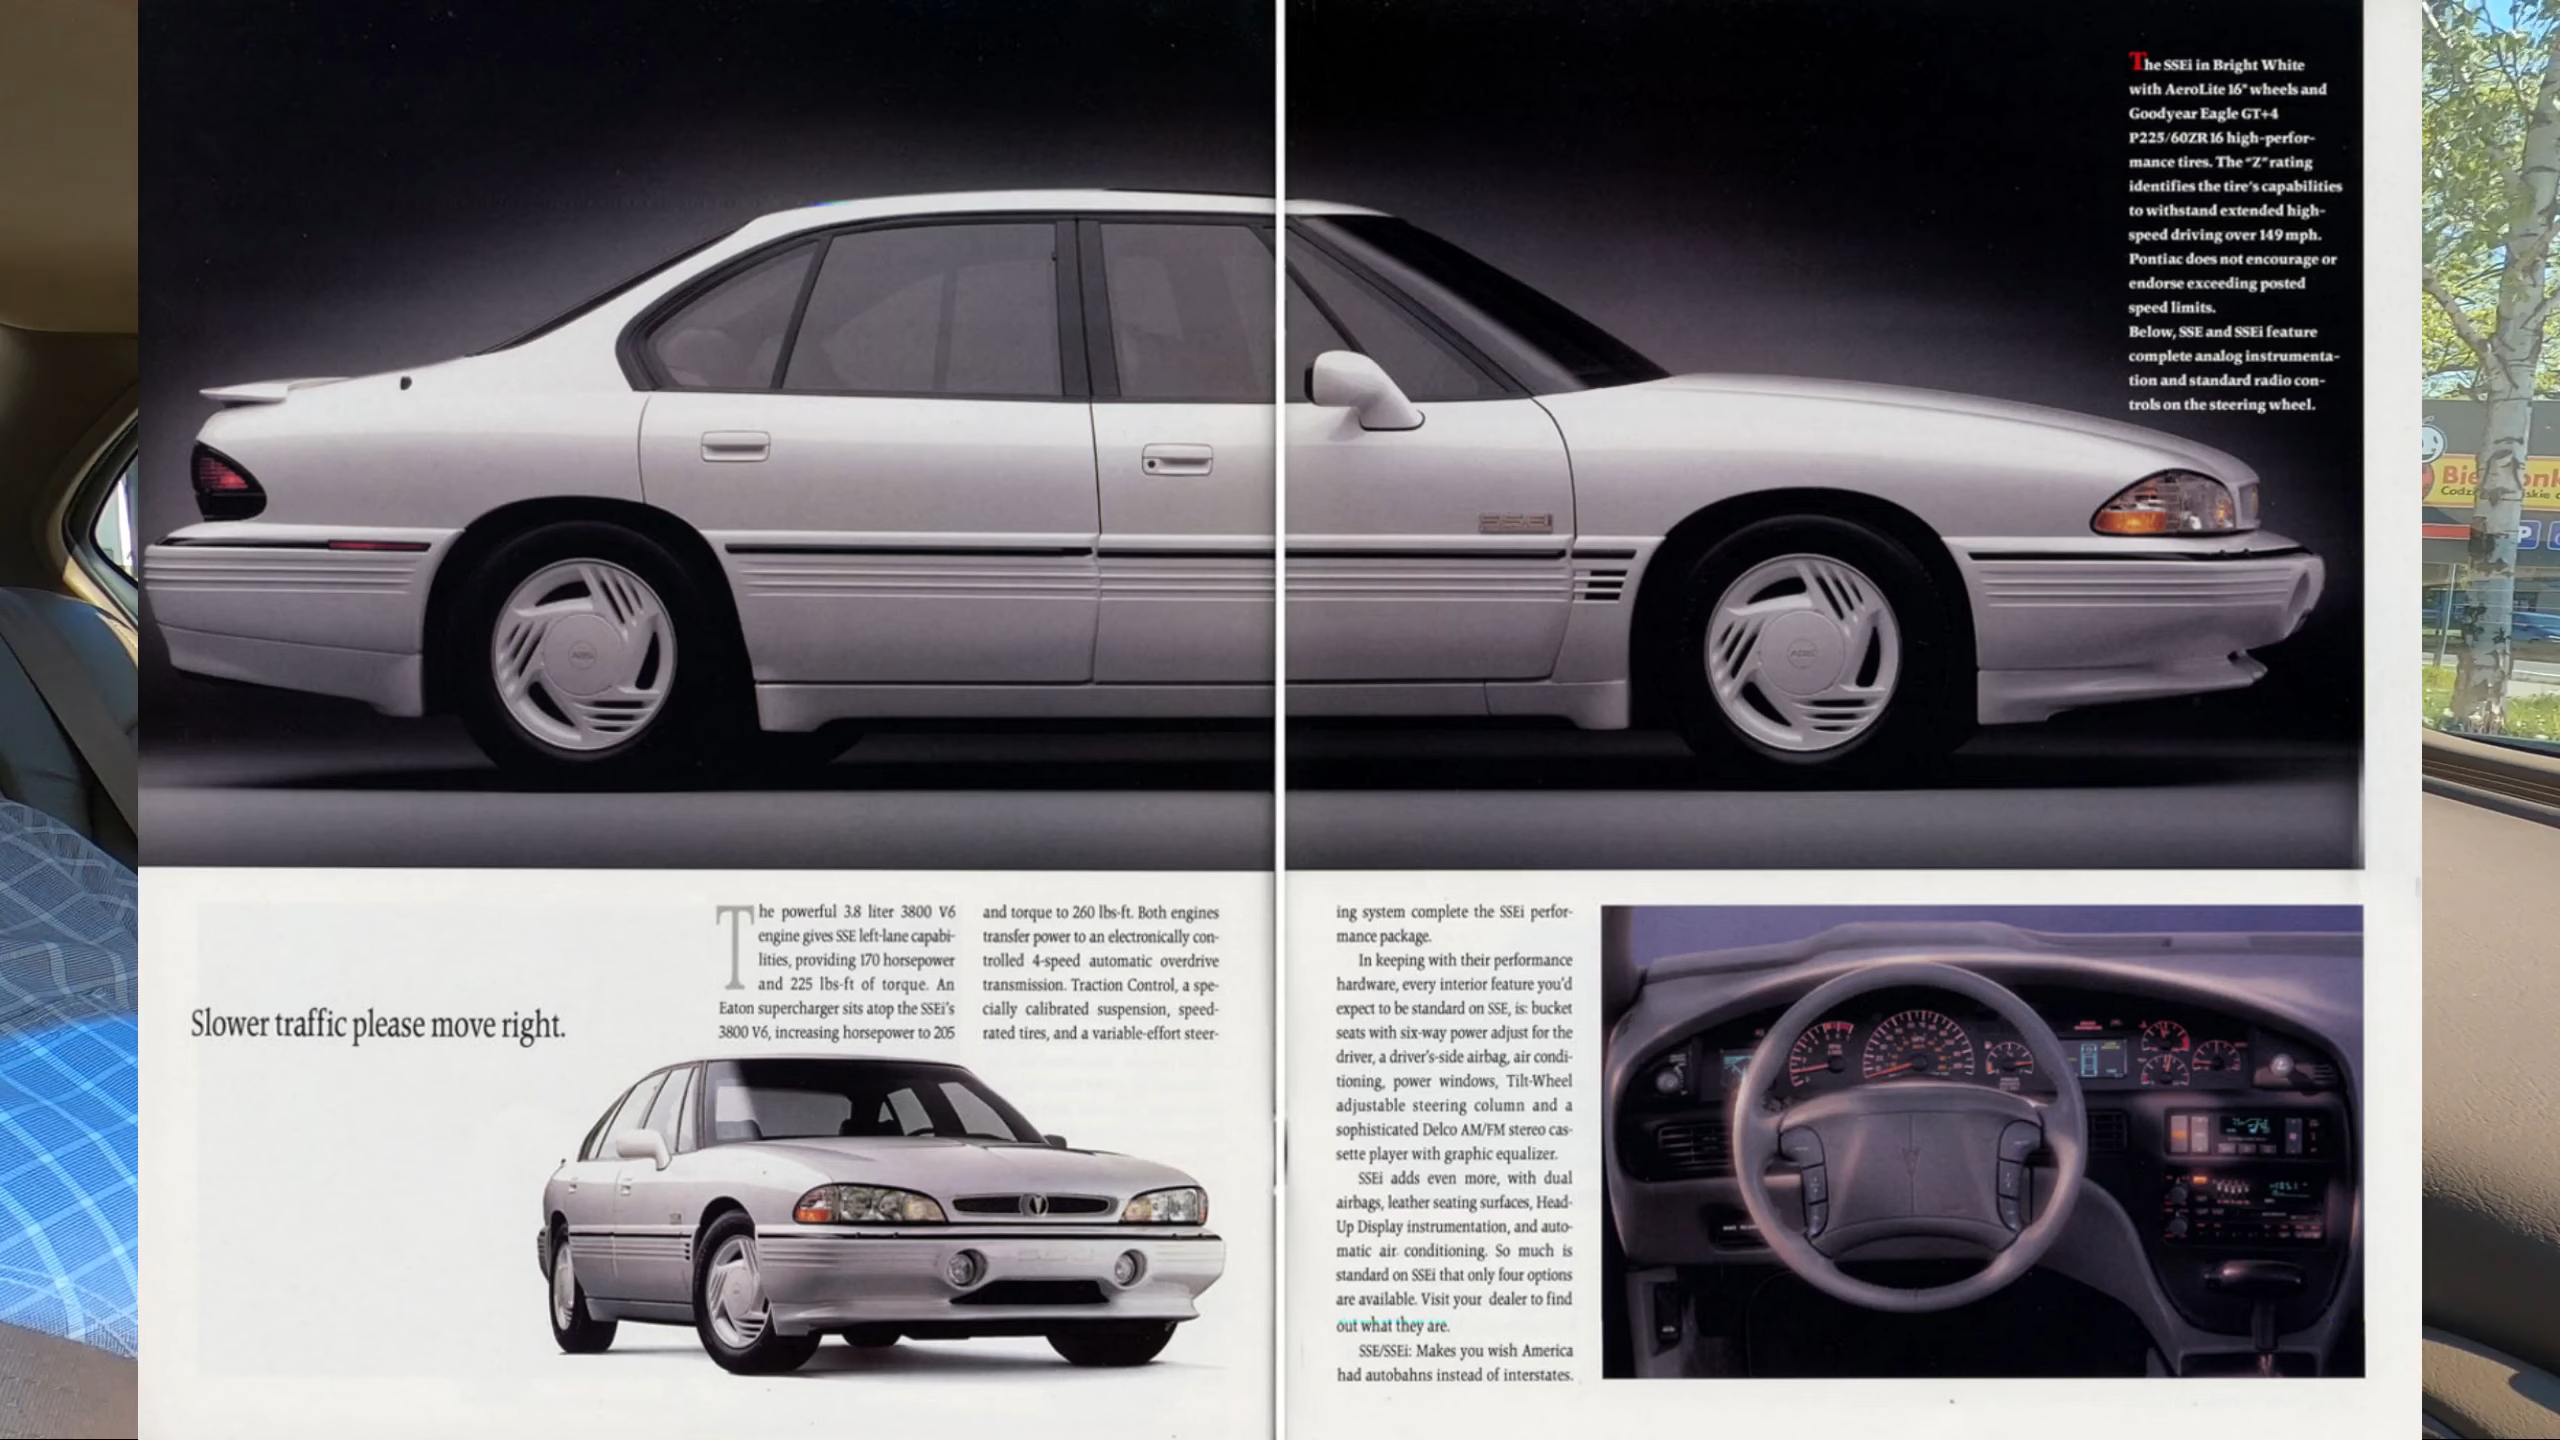 The SSEi in Bright White
with AeroLite 16" wheels and
Goodyear Eagle GT+4
P225/60ZR16 high-perfor-
mance tires. The "Z" rating
identifies the tire's capabilities
to withstand extended high-
speed driving over 149 mph.
Pontiac does not encourage or
endorse exceeding posted
speed limits.
Below, SSE and SSEi feature
complete analog instrumenta-
tion and standard radio con-
trols on the steering wheel.
SSEi
Slower traffic please move right.
The powerful 3.8 liter 3800 V6
engine gives SSE left-lane capabi-
lities, providing 170 horsepower
and 225 lbs-ft of torque. An
Eaton supercharger sits atop the SSEi's
3800 V6, increasing horsepower to 205
and torque to 260 lbs-ft. Both engines
transfer power to an electronically con-
trolled 4-speed automatic overdrive
transmission. Traction Control, a spe-
cially calibrated suspension, speed-
rated tires, and a variable-effort steer-
ing system complete the SSEi perfor-
mance package.
In keeping with their performance
hardware, every interior feature you'd
expect to be standard on SSE, is: bucket
seats with six-way power adjust for the
driver, a driver's-side airbag, air condi-
tioning, power windows, Tilt-Wheel
adjustable steering column and a
sophisticated Delco AM/FM stereo cas-
sette player with graphic equalizer.
SSEi adds even more, with dual
airbags, leather seating surfaces, Head-
Up Display instrumentation, and auto-
matic air conditioning. So much is
standard on SSEi that only four options
are available. Visit your dealer to find
out what they are.
SSE/SSEi: Makes you wish America
had autobahns instead of interstates.